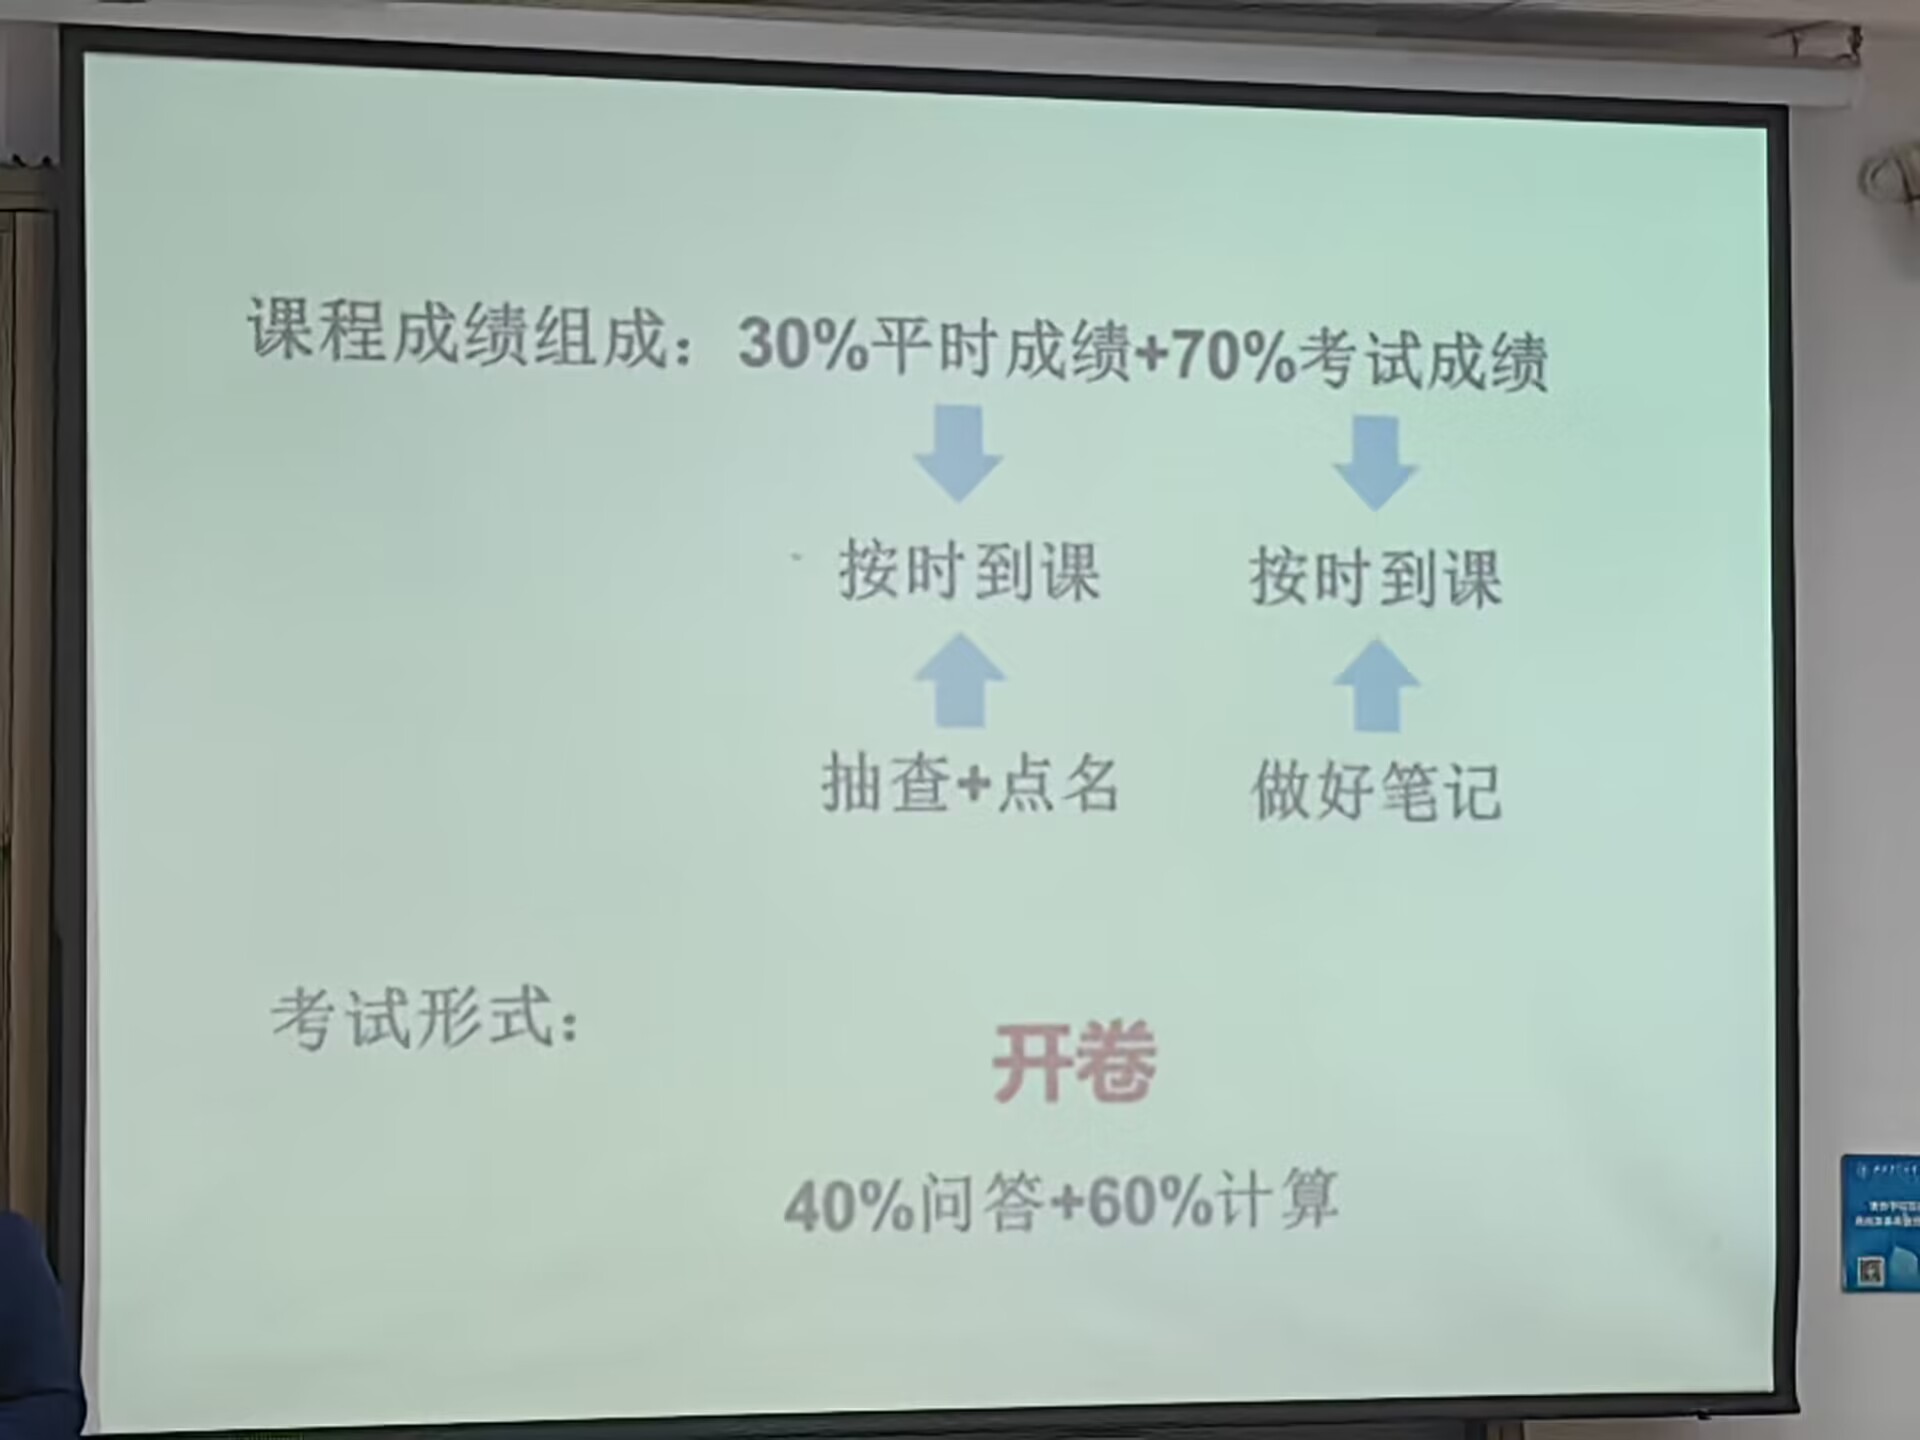 课程成绩组成：30%平时成绩+70%考试成绩
按时到课 按时到课
抽查+点名 做好笔记
考试形式：
开卷
40%问答+60%计算